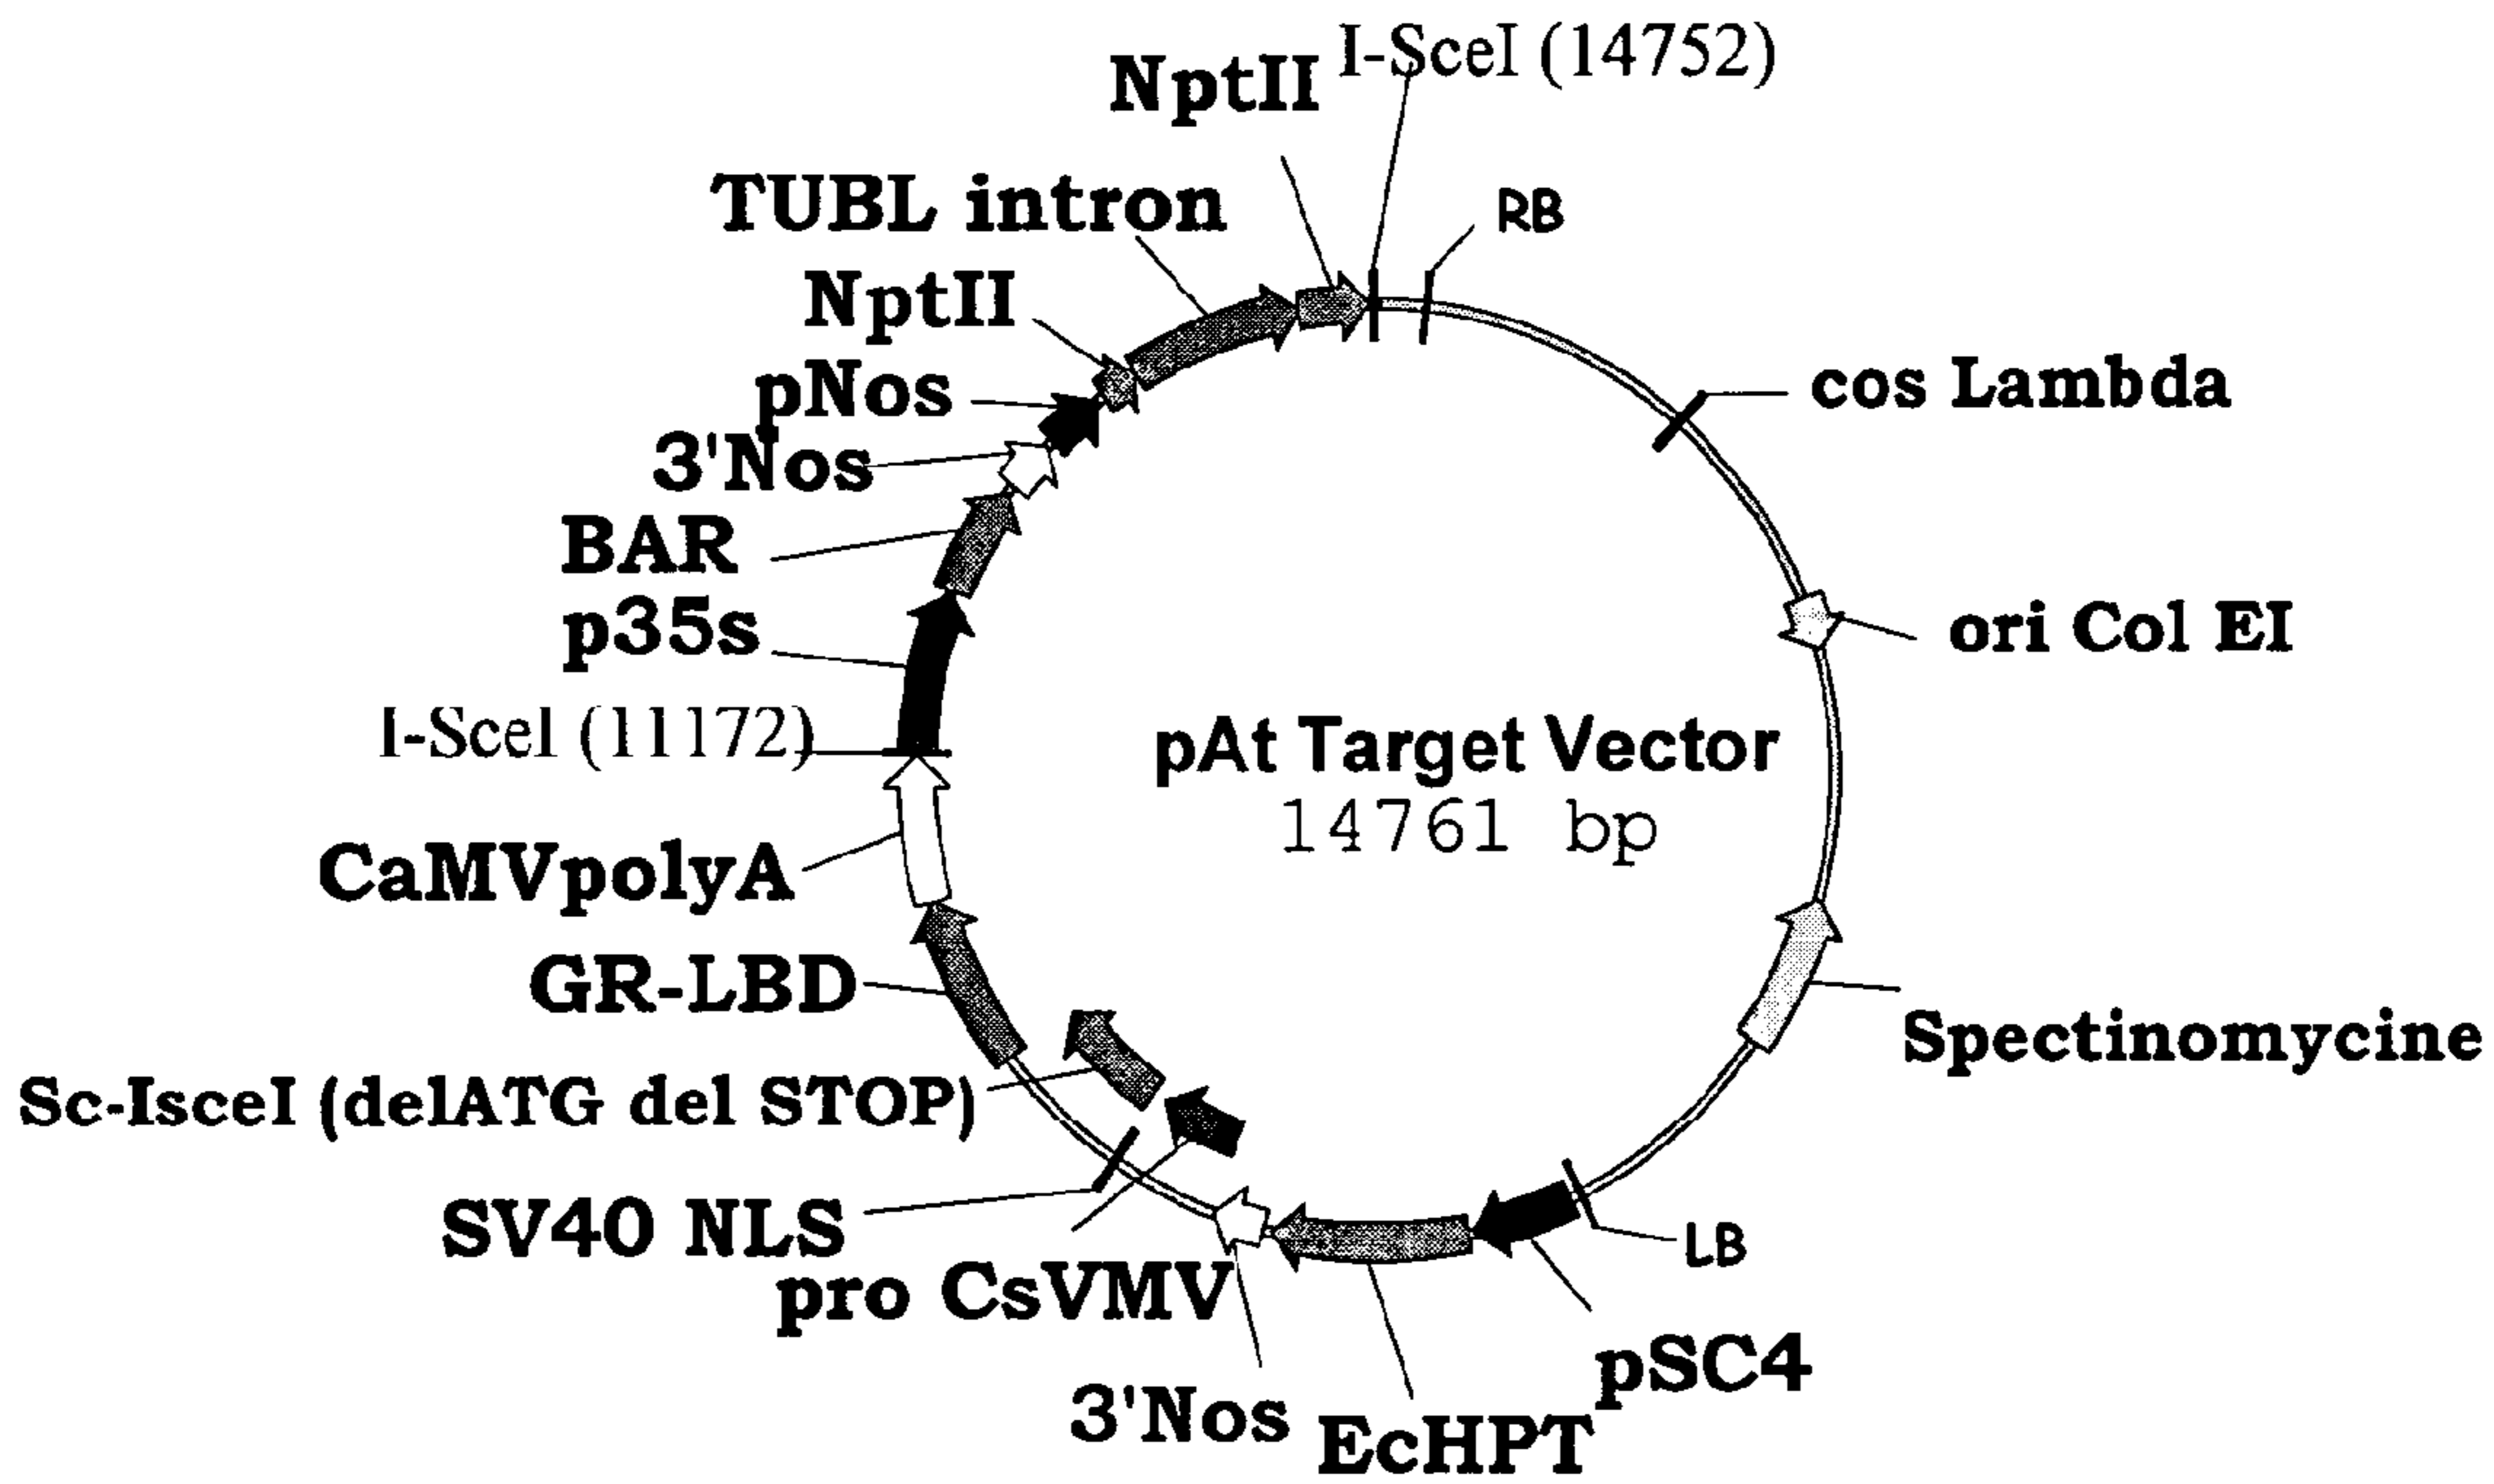 I-SceI (14752)
NptII
TUBL intron
RB
NptII
pNos
cos Lambda
3'Nos
BAR
p35s
ori Col EI
I-SceI (11172)
pAt Target Vector
14761 bp
CaMVpolyA
GR-LBD
Spectinomycine
Sc-IsceI (delATG del STOP)
SV40 NLS
LB
pro CsVMV
pSC4
3'Nos
EcHPT